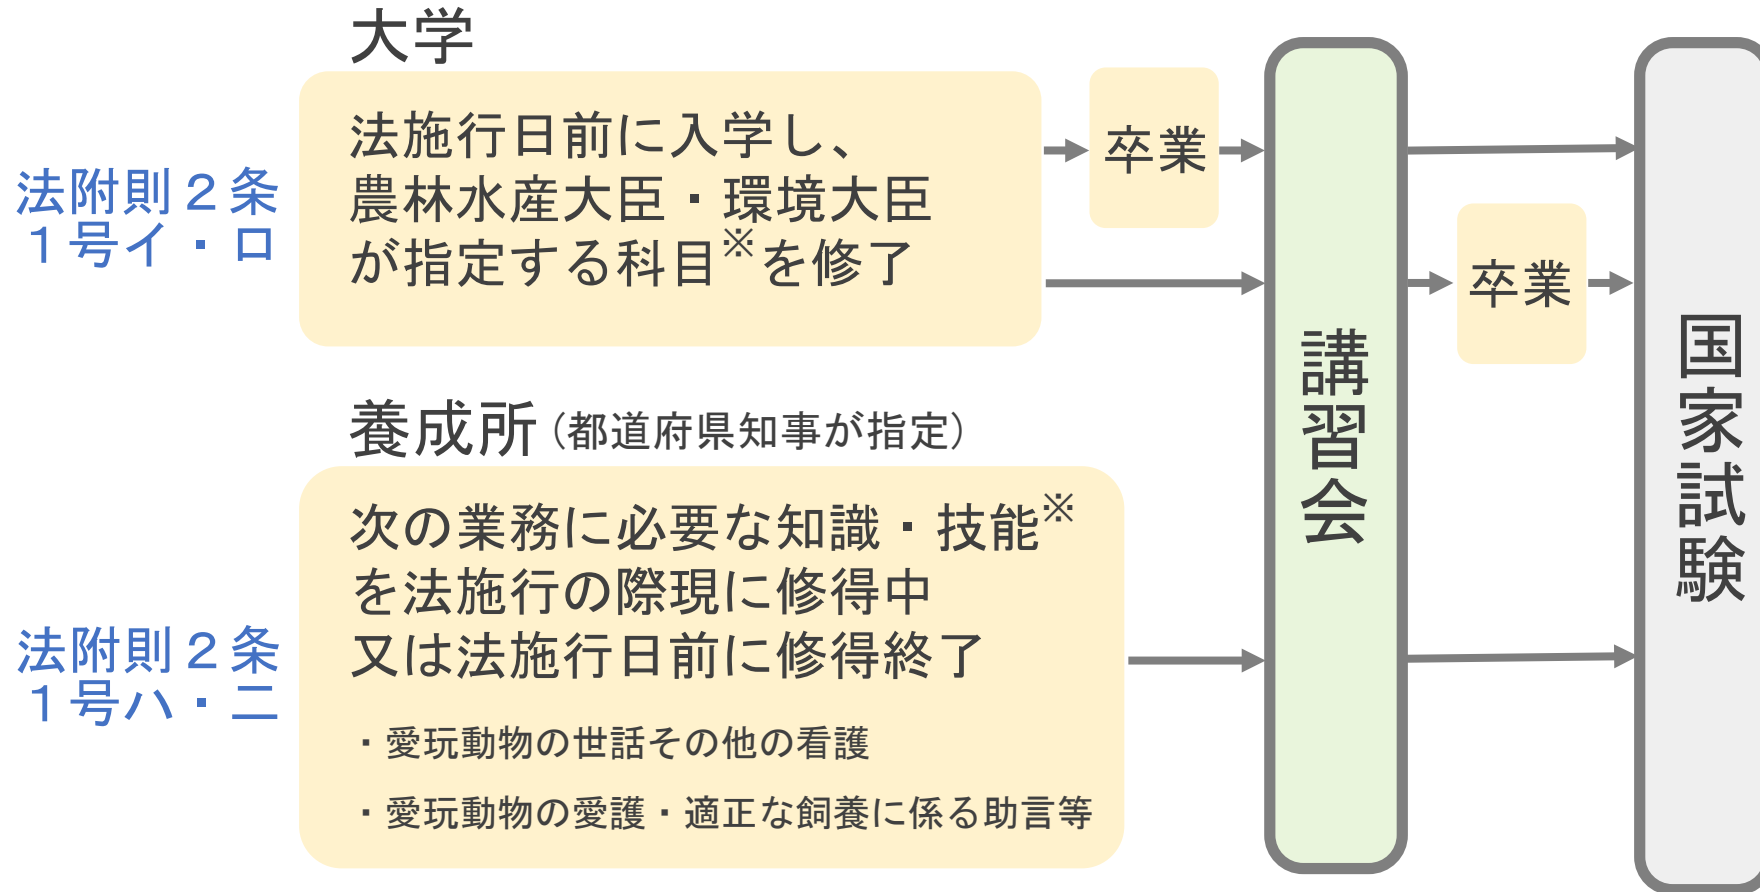 大学
法附則２条
１号イ・ロ
法施行日前に入学し、
農林水産大臣・環境大臣
が指定する科目※を修了
卒業
卒業
養成所（都道府県知事が指定）
法附則２条
１号ハ・ニ
次の業務に必要な知識・技能※
を法施行の際現に修得中
又は法施行日前に修得終了
・愛玩動物の世話その他の看護
・愛玩動物の愛護・適正な飼養に係る助言等
講習会
国家試験